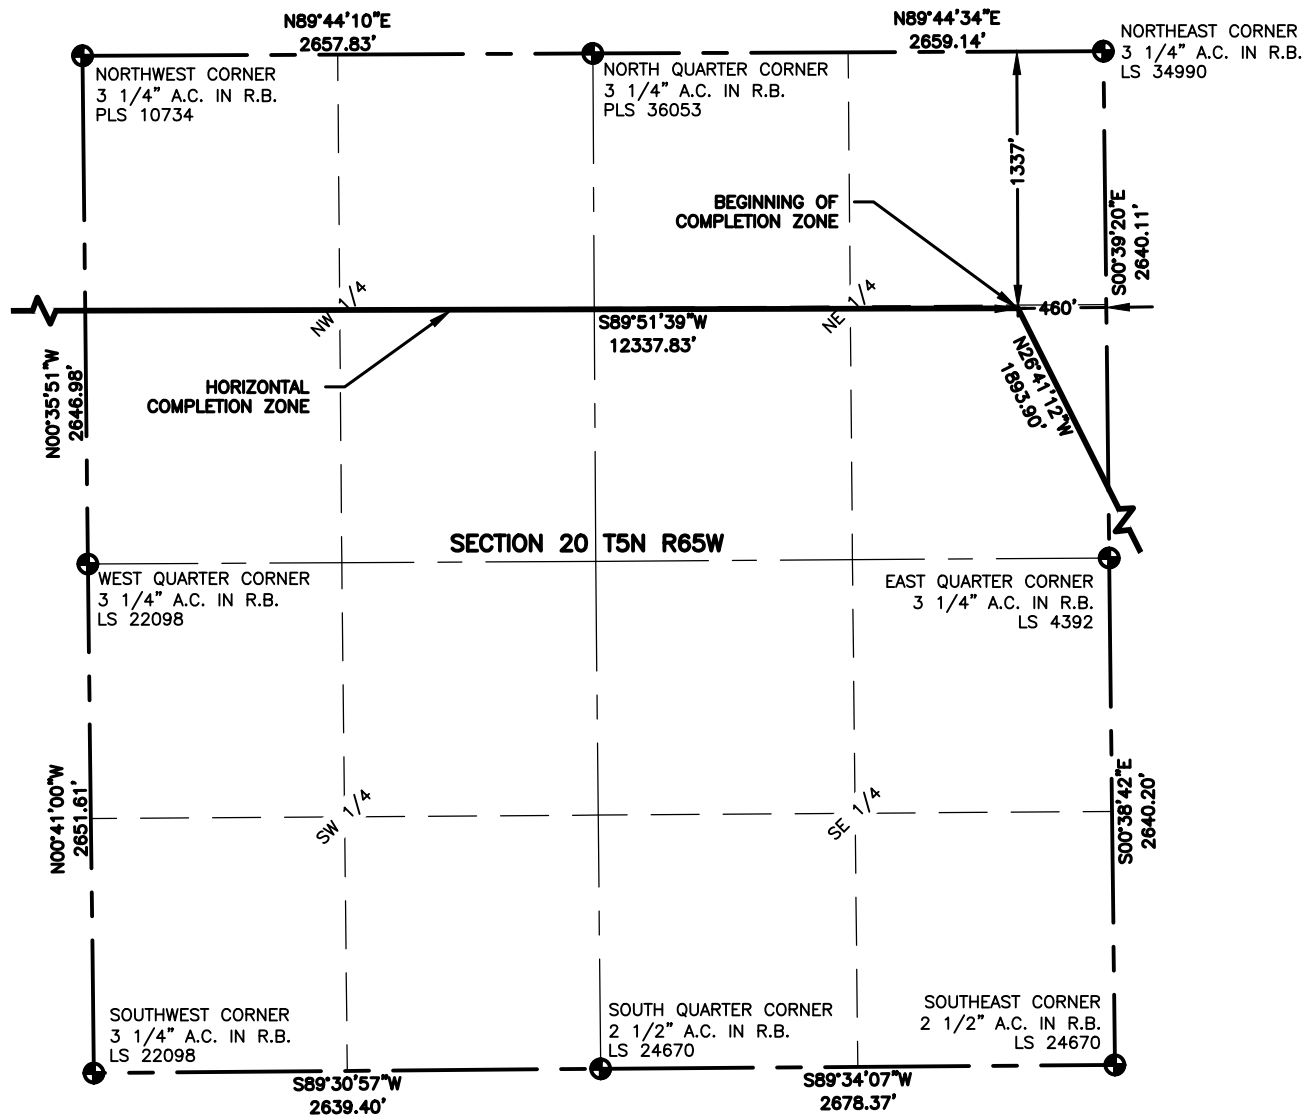 N89°44'10"E
2657.83'
N89°44'34"E
2659.14'
NORTHEAST CORNER
3 1/4" A.C. IN R.B.
LS 34990
NORTHWEST CORNER
3 1/4" A.C. IN R.B.
PLS 10734
NORTH QUARTER CORNER
3 1/4" A.C. IN R.B.
PLS 36053
1337'
BEGINNING OF
COMPLETION ZONE
S00°39'20"E
2640.11'
NW 1/4
NE 1/4
460'
S89°51'39"W
12337.83'
N26°41'12"W
1893.90'
HORIZONTAL
COMPLETION ZONE
N00°35'51"W
2646.98'
SECTION 20 T5N R65W
WEST QUARTER CORNER
3 1/4" A.C. IN R.B.
LS 22098
EAST QUARTER CORNER
3 1/4" A.C. IN R.B.
LS 4392
N00°41'00"W
2651.61'
SW 1/4
SE 1/4
S00°38'42"E
2640.20'
SOUTHWEST CORNER
3 1/4" A.C. IN R.B.
LS 22098
SOUTH QUARTER CORNER
2 1/2" A.C. IN R.B.
LS 24670
SOUTHEAST CORNER
2 1/2" A.C. IN R.B.
LS 24670
S89°30'57"W
2639.40'
S89°34'07"W
2678.37'